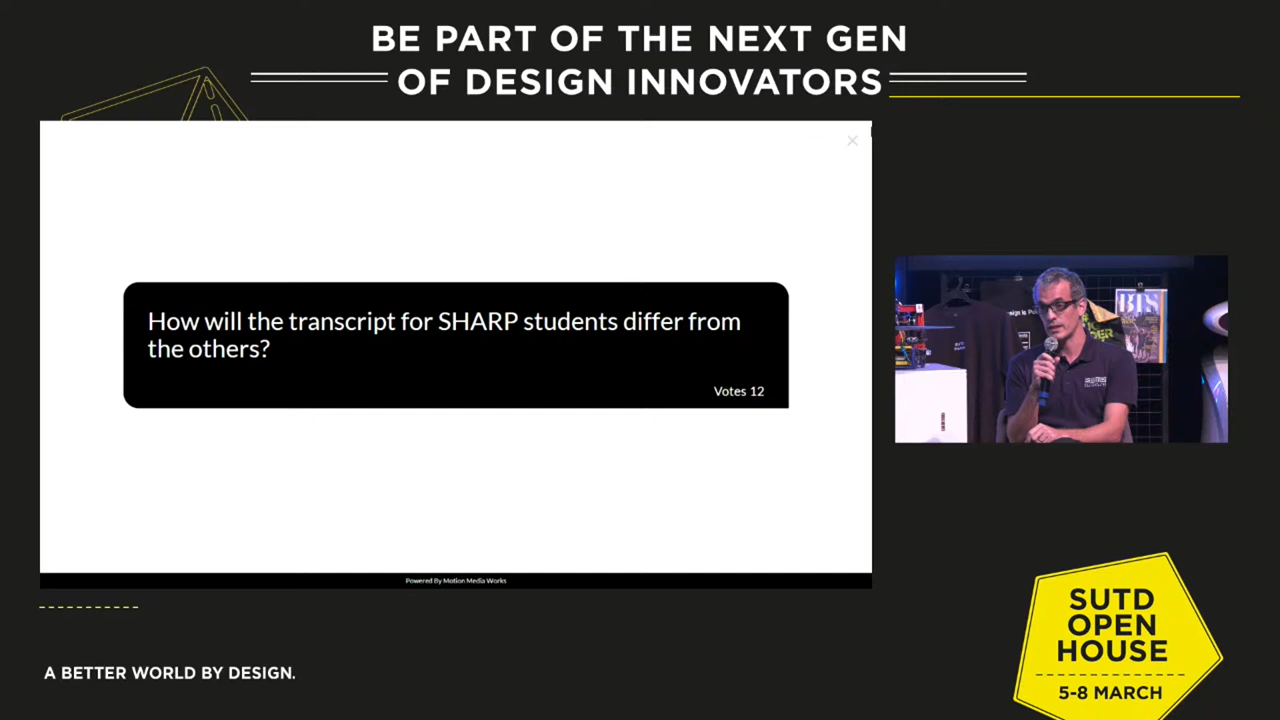 BE PART OF THE NEXT GEN
OF DESIGN INNOVATORS
How will the transcript for SHARP students differ from
the others?
Votes 12
Powered By Motion Media Works
BTS
A BETTER WORLD BY DESIGN.
SUTD
OPEN
HOUSE
5-8 MARCH